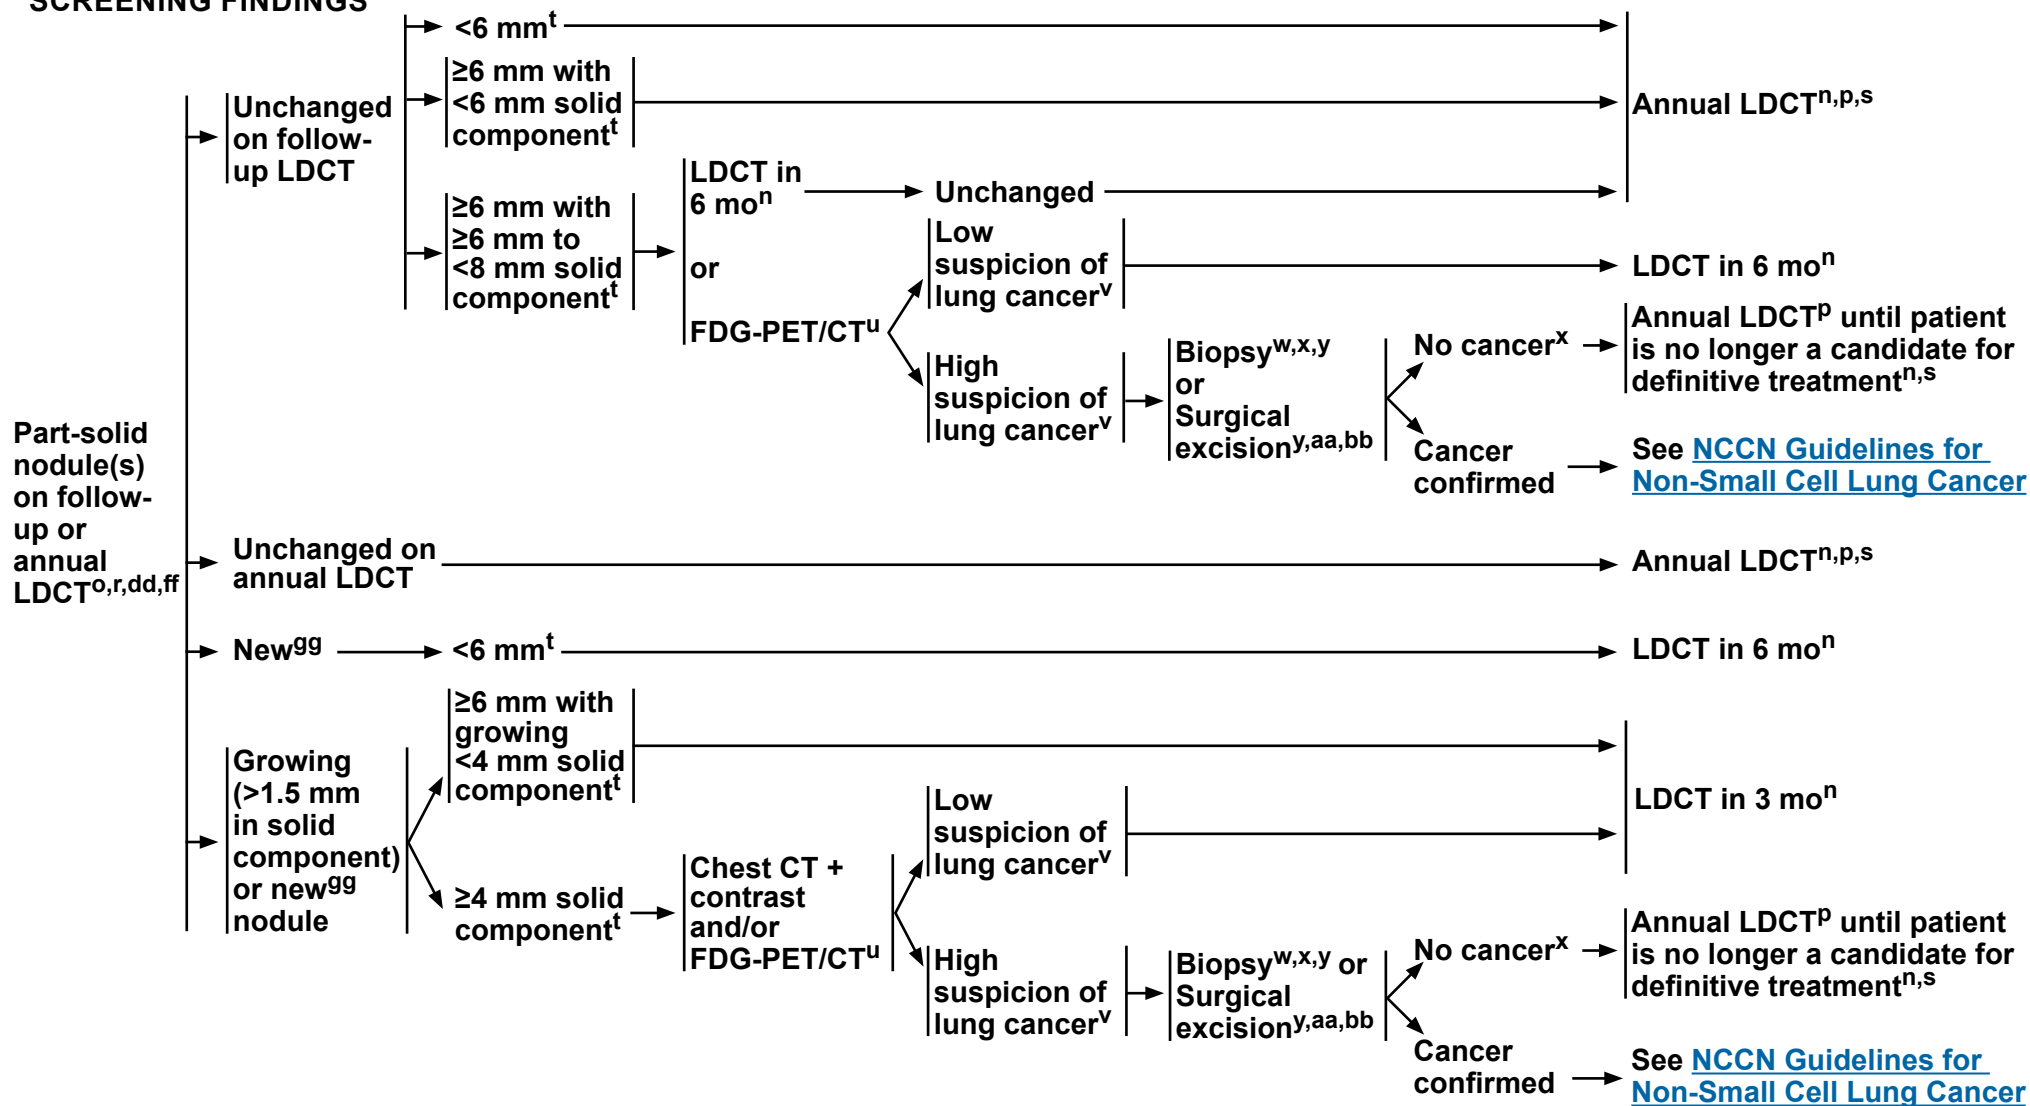 SCREENING FINDINGS
Part-solid
nodule(s)
on follow-
up or
annual
LDCTo,r,dd,ff
Unchanged
on follow-
up LDCT
<6 mmt
≥6 mm with
<6 mm solid
componentt
Annual LDCTn,p,s
≥6 mm with
≥6 mm to
<8 mm solid
componentt
LDCT in
6 mon
or
FDG-PET/CTu
Unchanged
Low
suspicion of
lung cancerv
LDCT in 6 mon
High
suspicion of
lung cancerv
Biopsyw,x,y
or
Surgical
excisiony,aa,bb
No cancerx
Annual LDCTp until patient
is no longer a candidate for
definitive treatmentn,s
Cancer
confirmed
See NCCN Guidelines for
Non-Small Cell Lung Cancer
Unchanged on
annual LDCT
Annual LDCTn,p,s
Newgg
<6 mmt
LDCT in 6 mon
Growing
(>1.5 mm
in solid
component)
or newgg
nodule
≥6 mm with
growing
<4 mm solid
componentt
LDCT in 3 mon
≥4 mm solid
componentt
Chest CT +
contrast
and/or
FDG-PET/CTu
Low
suspicion of
lung cancerv
High
suspicion of
lung cancerv
Biopsyw,x,y or
Surgical
excisiony,aa,bb
No cancerx
Annual LDCTp until patient
is no longer a candidate for
definitive treatmentn,s
Cancer
confirmed
See NCCN Guidelines for
Non-Small Cell Lung Cancer